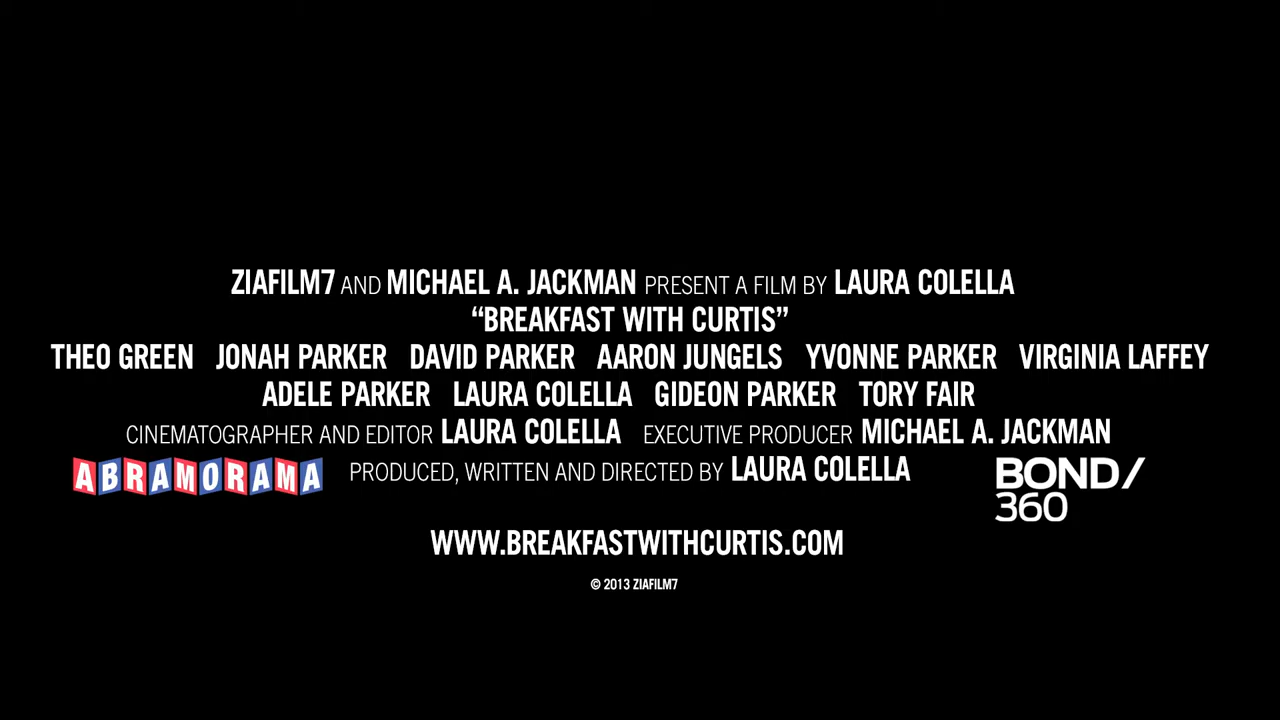 ZIAFILM7 AND MICHAEL A. JACKMAN PRESENT A FILM BY LAURA COLELLA
“BREAKFAST WITH CURTIS”
THEO GREEN JONAH PARKER DAVID PARKER AARON JUNGELS YVONNE PARKER VIRGINIA LAFFEY
ADELE PARKER LAURA COLELLA GIDEON PARKER TORY FAIR
CINEMATOGRAPHER AND EDITOR LAURA COLELLA EXECUTIVE PRODUCER MICHAEL A. JACKMAN
ABRAMORAMA
PRODUCED, WRITTEN AND DIRECTED BY LAURA COLELLA
BOND/
360
WWW.BREAKFASTWITHCURTIS.COM
© 2013 ZIAFILM7